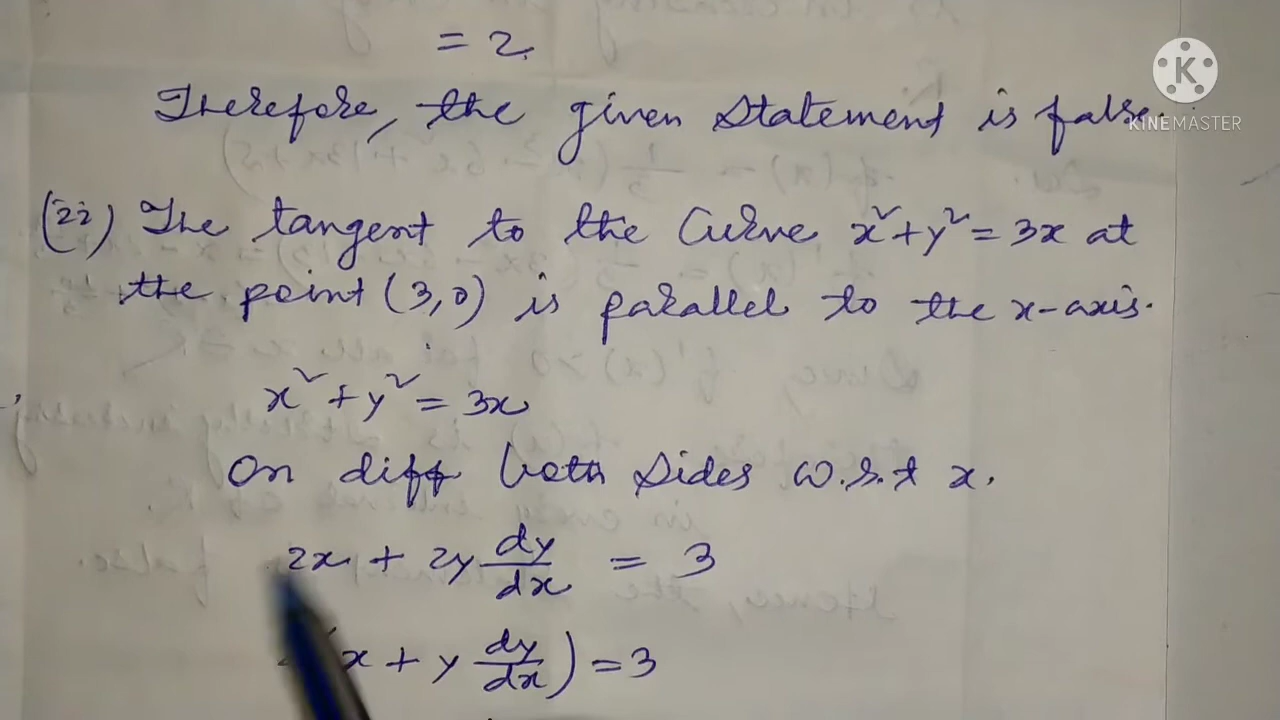 = 2.
Therefore, the given statement is false.
KINEMASTER
(ii) The tangent to the Curve x²+y² = 3x at
the point (3,0) is parallel to the x-axis.
x² + y² = 3x
On diff both sides w.r.t x.
2x + 2y dy/dx = 3
x + y dy/dx) = 3